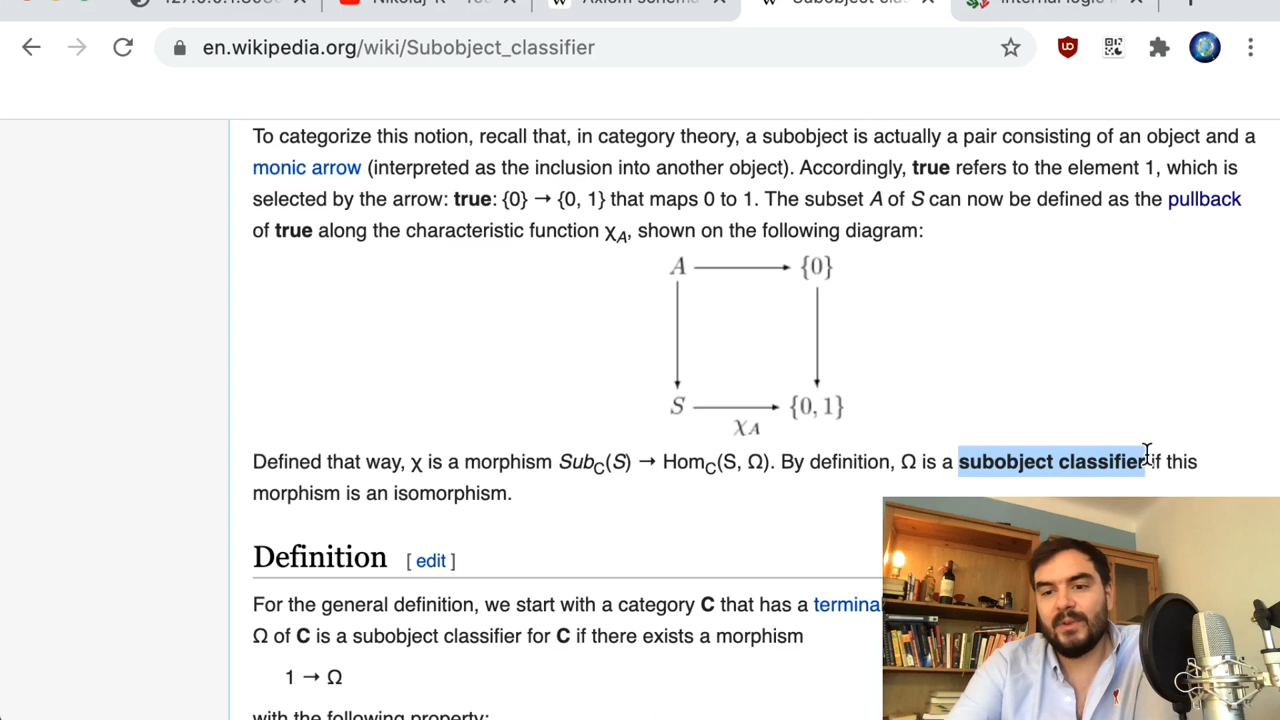 en.wikipedia.org/wiki/Subobject_classifier
To categorize this notion, recall that, in category theory, a subobject is actually a pair consisting of an object and a
monic arrow (interpreted as the inclusion into another object). Accordingly, true refers to the element 1, which is
selected by the arrow: true: {0} → {0, 1} that maps 0 to 1. The subset A of S can now be defined as the pullback
of true along the characteristic function χA, shown on the following diagram:
A {0}
S {0, 1}
χA
Defined that way, χ is a morphism SubC(S) → HomC(S, Ω). By definition, Ω is a subobject classifier if this
morphism is an isomorphism.
Definition [ edit ]
For the general definition, we start with a category C that has a termina
Ω of C is a subobject classifier for C if there exists a morphism
1 → Ω
with the following property: